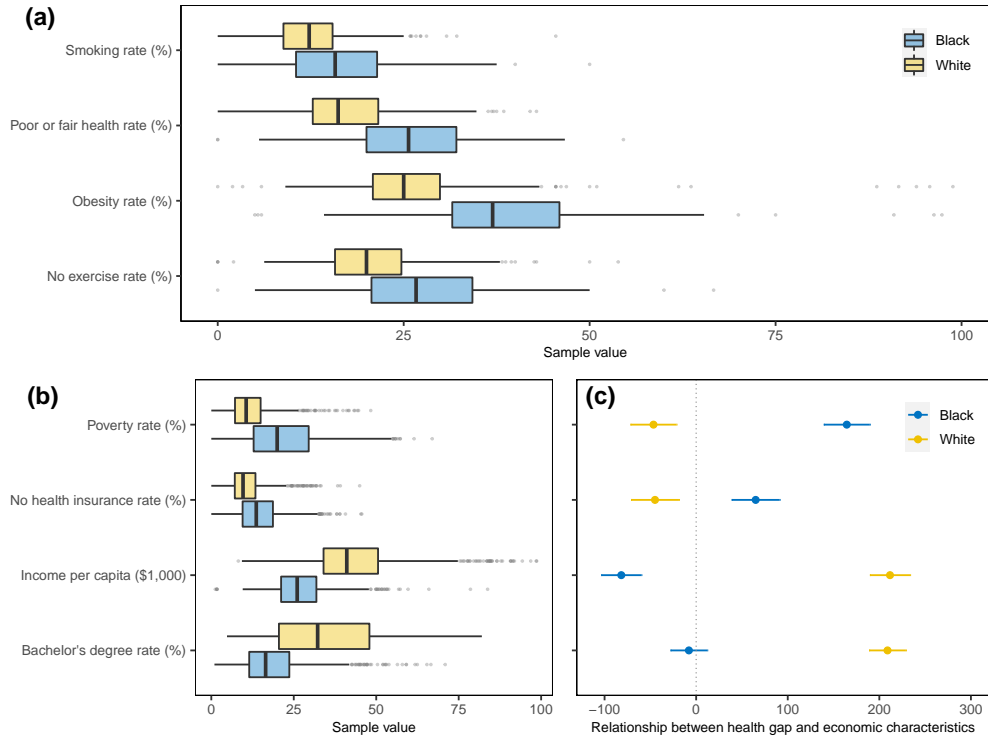 (a)
Black
White
Smoking rate (%)
Poor or fair health rate (%)
Obesity rate (%)
No exercise rate (%)
0 25 50 75 100
Sample value
(b)
Poverty rate (%)
No health insurance rate (%)
Income per capita ($1,000)
Bachelor's degree rate (%)
0 25 50 75 100
Sample value
(c)
Black
White
−100 0 100 200 300
Relationship between health gap and economic characteristics